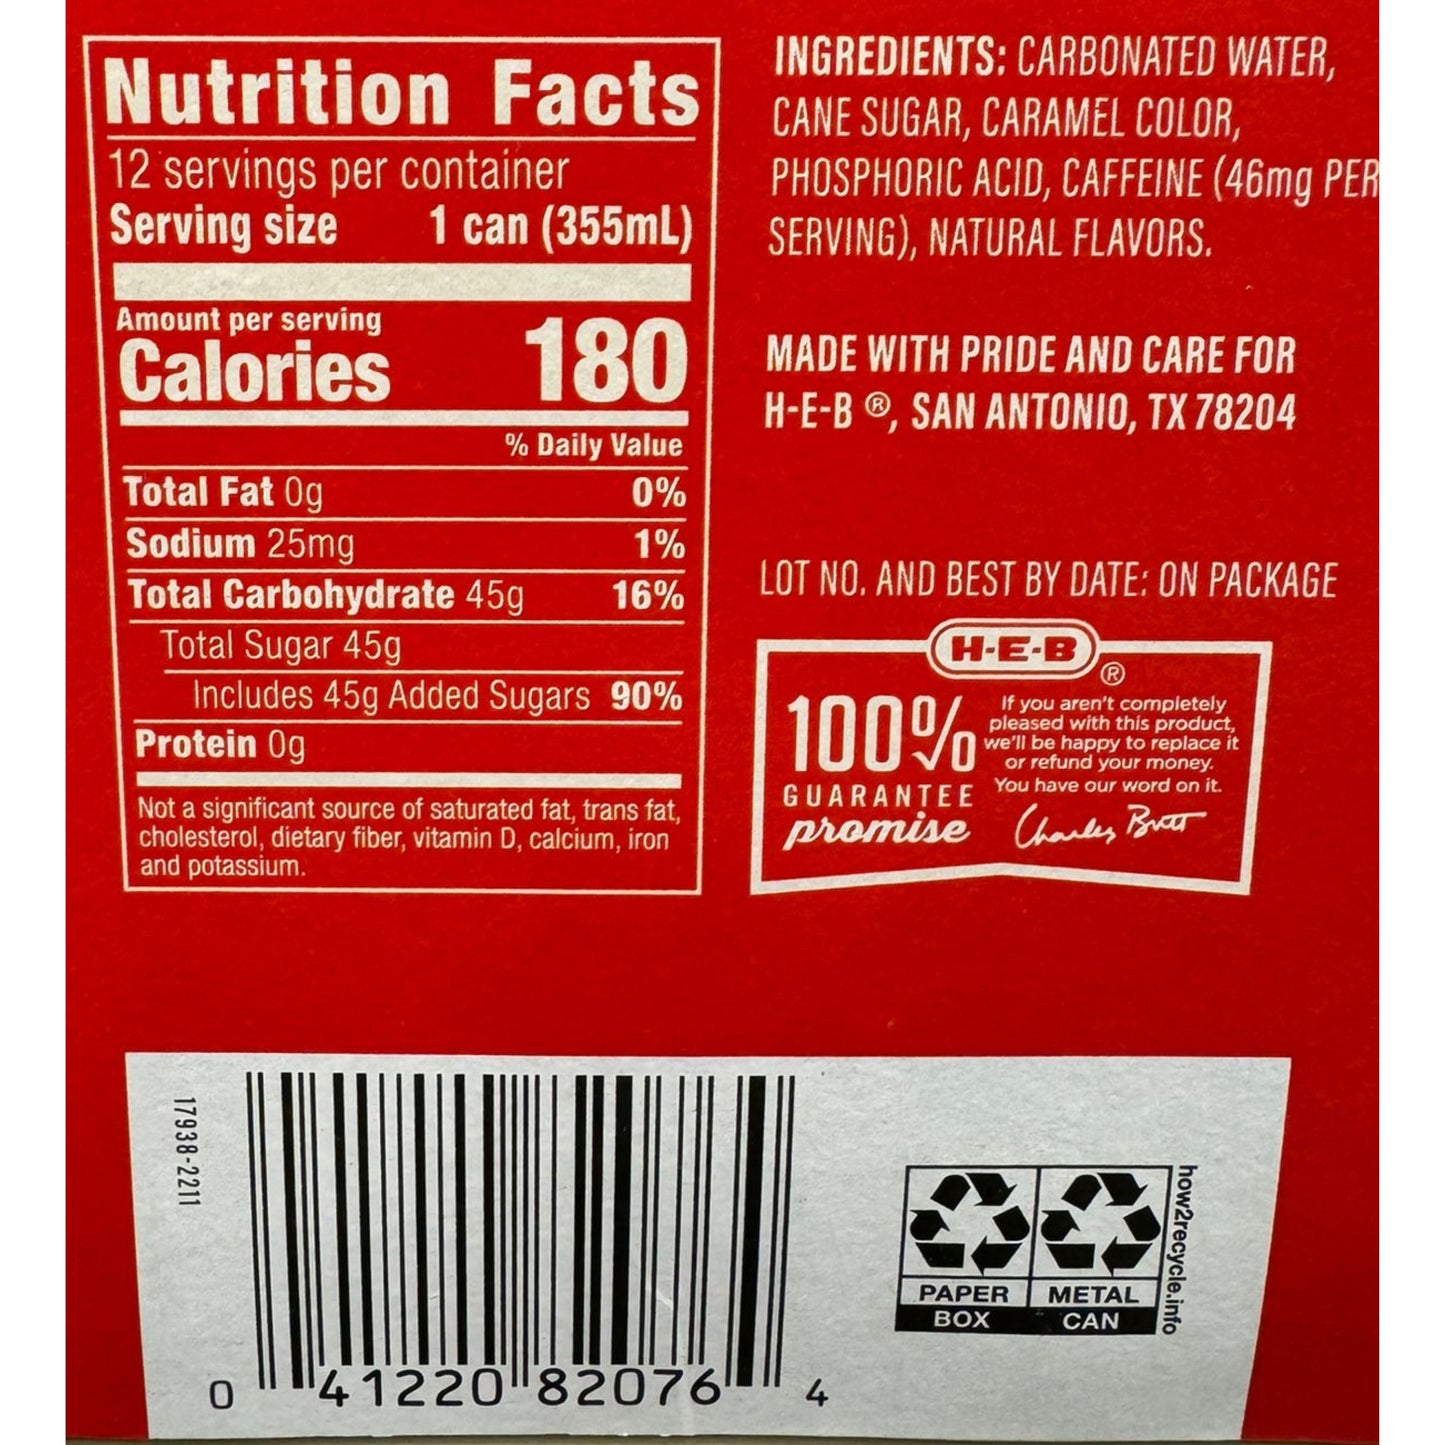 Nutrition Facts
12 servings per container
Serving size 1 can (355mL)
Amount per serving
Calories 180
% Daily Value
Total Fat 0g 0%
Sodium 25mg 1%
Total Carbohydrate 45g 16%
Total Sugar 45g
Includes 45g Added Sugars 90%
Protein 0g
Not a significant source of saturated fat, trans fat,
cholesterol, dietary fiber, vitamin D, calcium, iron
and potassium.
INGREDIENTS: CARBONATED WATER,
CANE SUGAR, CARAMEL COLOR,
PHOSPHORIC ACID, CAFFEINE (46mg PER
SERVING), NATURAL FLAVORS.
MADE WITH PRIDE AND CARE FOR
H-E-B ®, SAN ANTONIO, TX 78204
LOT NO. AND BEST BY DATE: ON PACKAGE
H-E-B ®
100%
GUARANTEE
promise
If you aren't completely
pleased with this product,
we'll be happy to replace it
or refund your money.
You have our word on it.
Charles Butt
17938-2211
0 41220 82076 4
PAPER
BOX
METAL
CAN
how2recycle.info